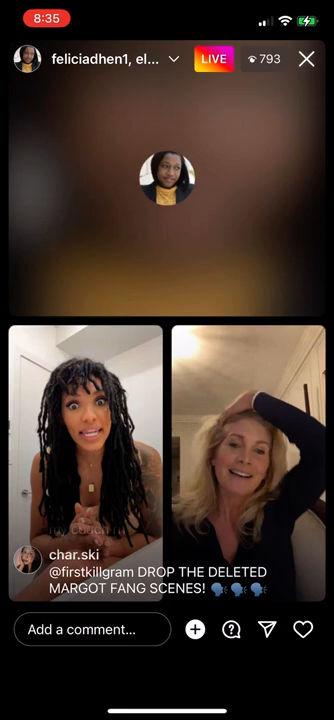 8:35
feliciadhen1, el...
LIVE
793
char.ski
@firstkillgram DROP THE DELETED
MARGOT FANG SCENES! 🗣️🗣️🗣️
Add a comment...